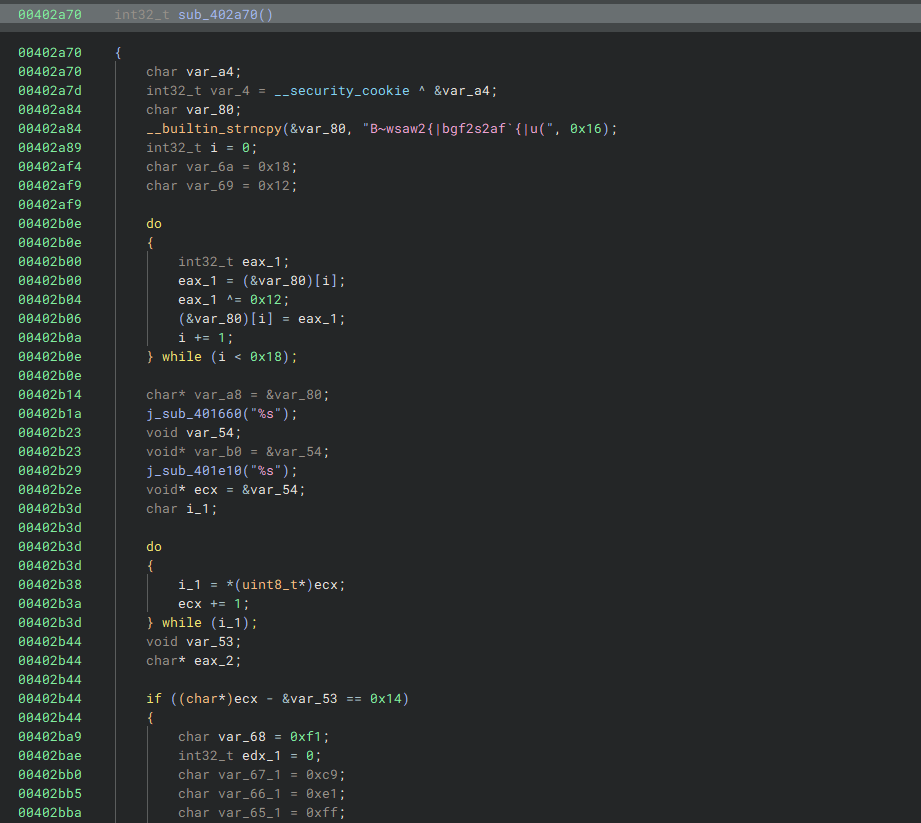 00402a70 int32_t sub_402a70()
00402a70 {
00402a70 char var_a4;
00402a7d int32_t var_4 = __security_cookie ^ &var_a4;
00402a84 char var_80;
00402a84 __builtin_strncpy(&var_80, "B~wsaw2{|bgf2s2af`{|u(", 0x16);
00402a89 int32_t i = 0;
00402af4 char var_6a = 0x18;
00402af9 char var_69 = 0x12;
00402af9
00402b0e do
00402b0e {
00402b00 int32_t eax_1;
00402b00 eax_1 = (&var_80)[i];
00402b04 eax_1 ^= 0x12;
00402b06 (&var_80)[i] = eax_1;
00402b0a i += 1;
00402b0e } while (i < 0x18);
00402b0e
00402b14 char* var_a8 = &var_80;
00402b1a j_sub_401660("%s");
00402b23 void var_54;
00402b23 void* var_b0 = &var_54;
00402b29 j_sub_401e10("%s");
00402b2e void* ecx = &var_54;
00402b3d char i_1;
00402b3d
00402b3d do
00402b3d {
00402b38 i_1 = *(uint8_t*)ecx;
00402b3a ecx += 1;
00402b3d } while (i_1);
00402b44 void var_53;
00402b44 char* eax_2;
00402b44
00402b44 if ((char*)ecx - &var_53 == 0x14)
00402b44 {
00402ba9 char var_68 = 0xf1;
00402bae int32_t edx_1 = 0;
00402bb0 char var_67_1 = 0xc9;
00402bb5 char var_66_1 = 0xe1;
00402bba char var_65_1 = 0xff;